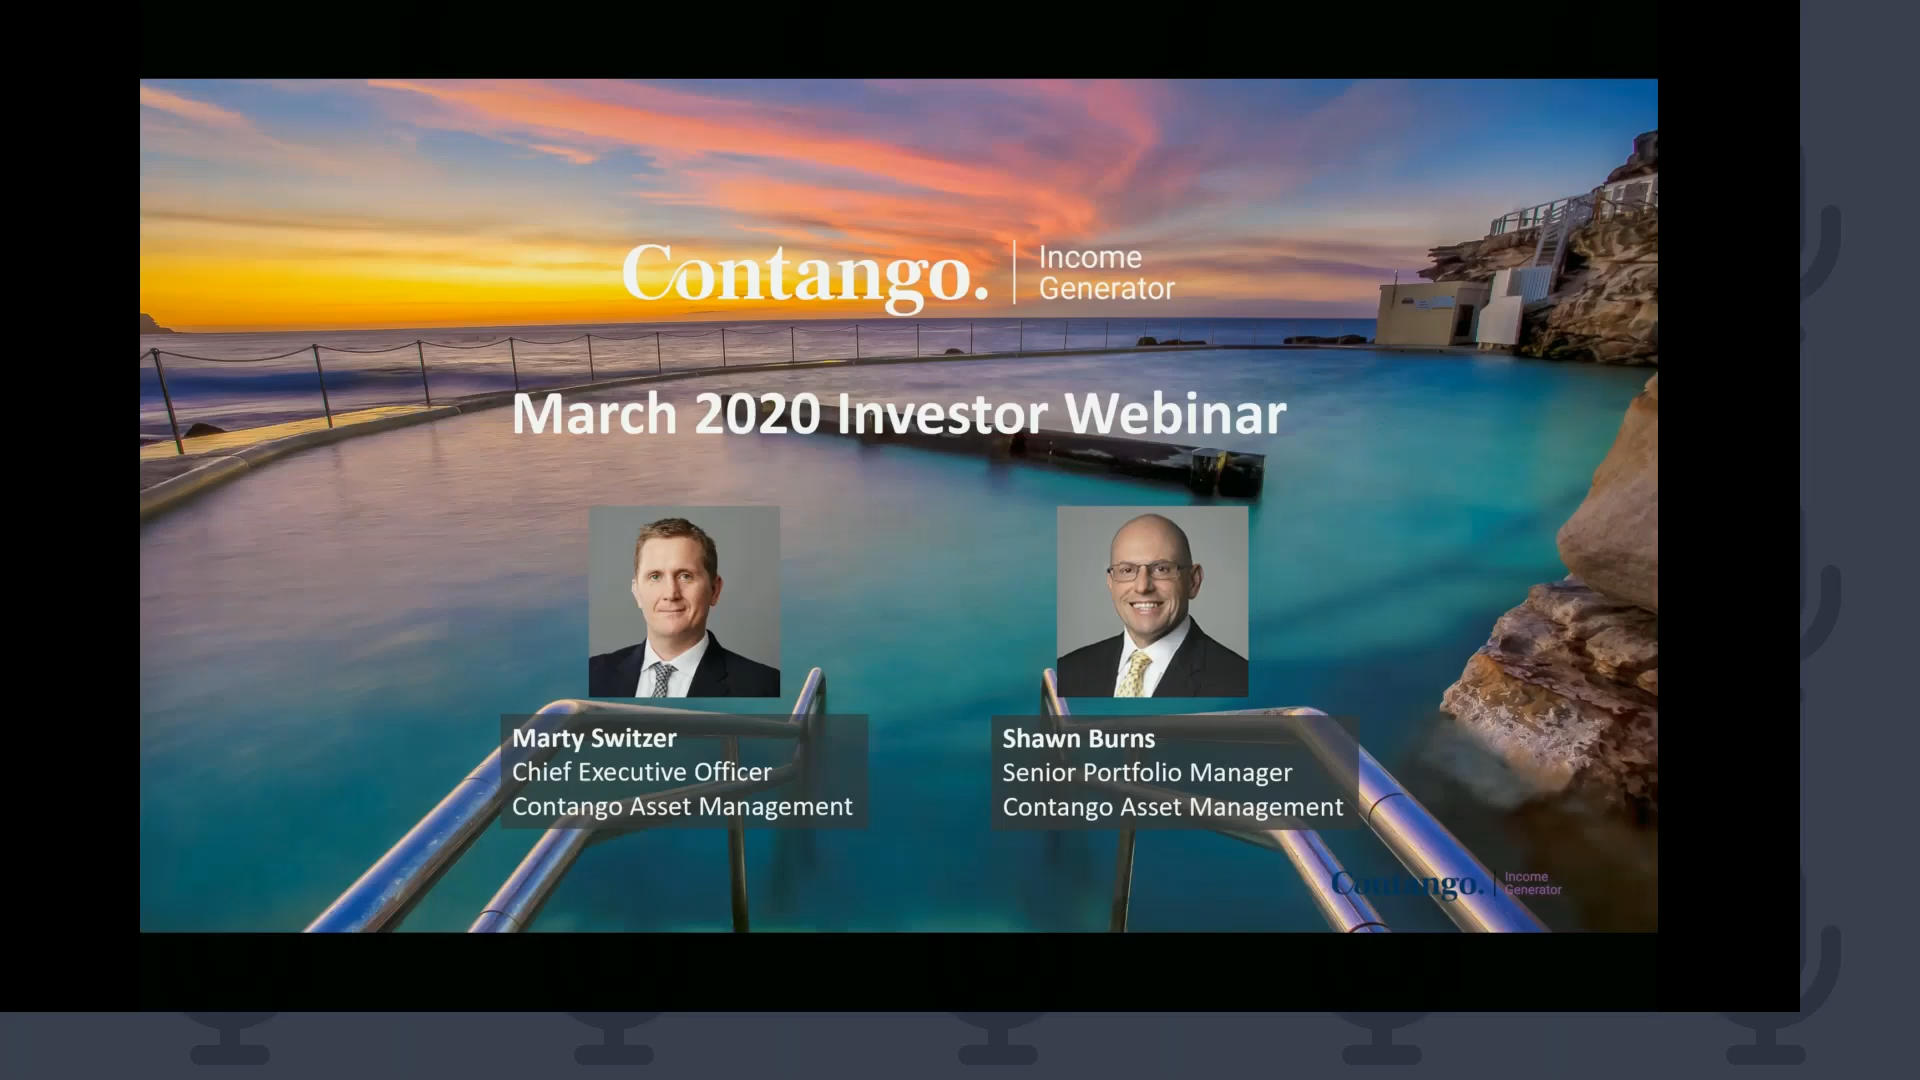 Contango.
Income
Generator
March 2020 Investor Webinar
Marty Switzer
Chief Executive Officer
Contango Asset Management
Shawn Burns
Senior Portfolio Manager
Contango Asset Management
Contango.
Income
Generator